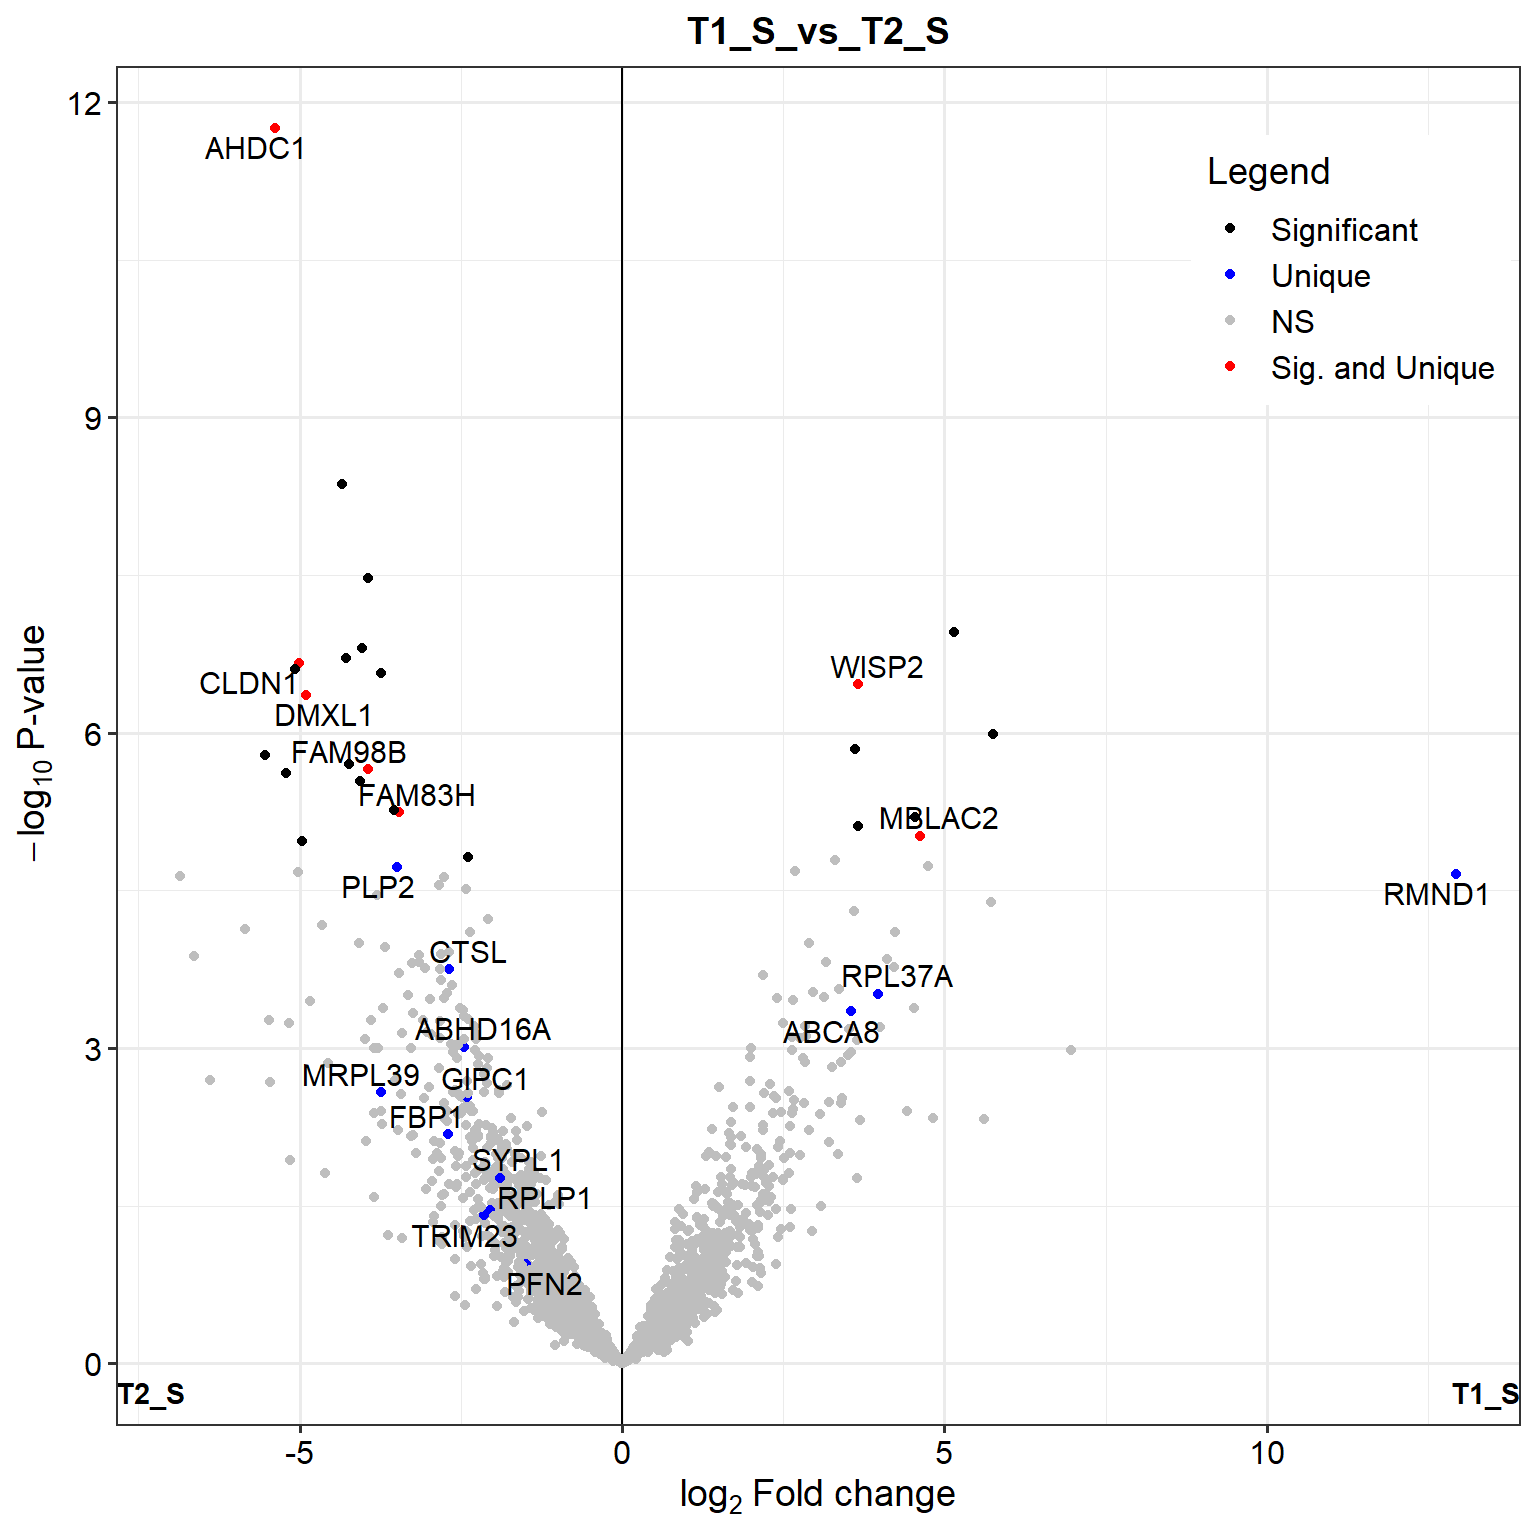 T1_S_vs_T2_S
12
9
6
3
0
−log10 P-value
AHDC1
Legend
Significant
Unique
NS
Sig. and Unique
WISP2
CLDN1
DMXL1
FAM98B
FAM83H
MBLAC2
PLP2
RMND1
CTSL
RPL37A
ABHD16A
ABCA8
MRPL39
GIPC1
FBP1
SYPL1
RPLP1
TRIM23
PFN2
T2_S
T1_S
-5
0
5
10
log2 Fold change